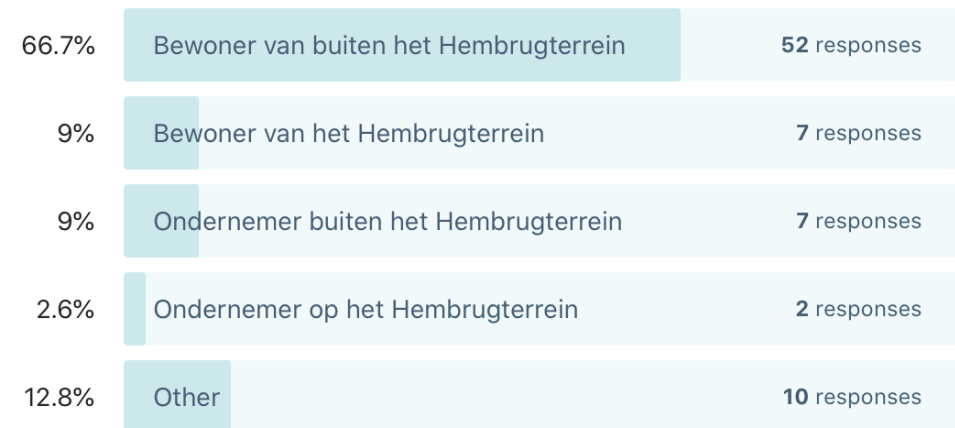 66.7% Bewoner van buiten het Hembrugterrein 52 responses
9% Bewoner van het Hembrugterrein 7 responses
9% Ondernemer buiten het Hembrugterrein 7 responses
2.6% Ondernemer op het Hembrugterrein 2 responses
12.8% Other 10 responses